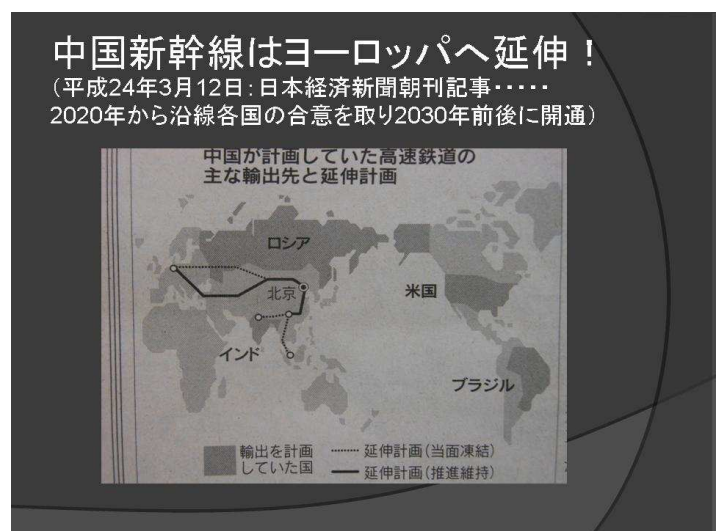 中国新幹線はヨーロッパへ延伸！
（平成24年3月12日：日本経済新聞朝刊記事・・・・・
2020年から沿線各国の合意を取り2030年前後に開通）
中国が計画していた高速鉄道の
主な輸出先と延伸計画
ロシア
北京
米国
インド
ブラジル
輸出を計画
していた国
延伸計画（当面凍結）
延伸計画（推進維持）